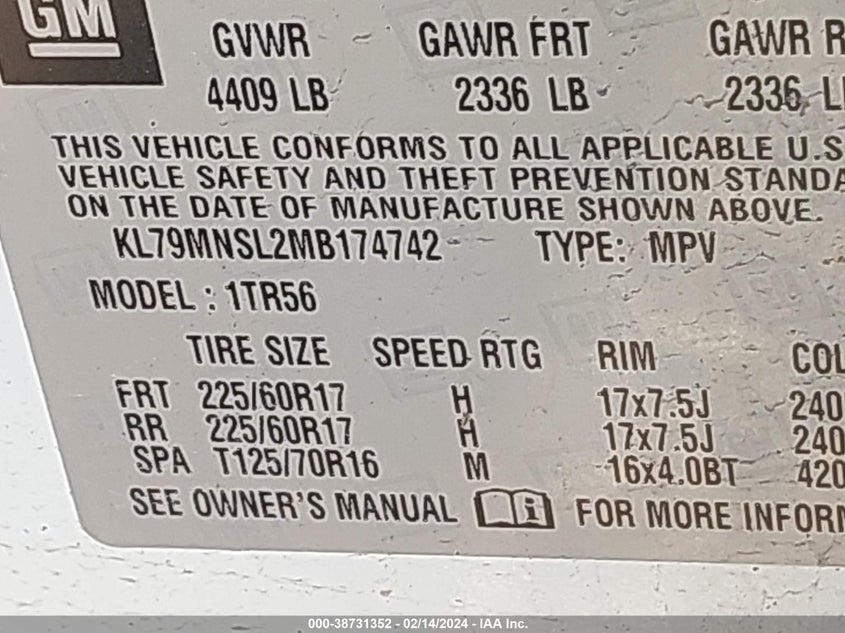 GM
GVWR GAWR FRT GAWR R
4409 LB 2336 LB 2336 L
THIS VEHICLE CONFORMS TO ALL APPLICABLE U.S
VEHICLE SAFETY AND THEFT PREVENTION STANDA
ON THE DATE OF MANUFACTURE SHOWN ABOVE.
KL79MNSL2MB174742 TYPE: MPV
MODEL : 1TR56
TIRE SIZE SPEED RTG RIM COL
FRT 225/60R17 H 17x7.5J 240
RR 225/60R17 H 17x7.5J 240
SPA T125/70R16 M 16x4.0BT 420
SEE OWNER'S MANUAL FOR MORE INFORM
000-38731352 - 02/14/2024 - IAA Inc.